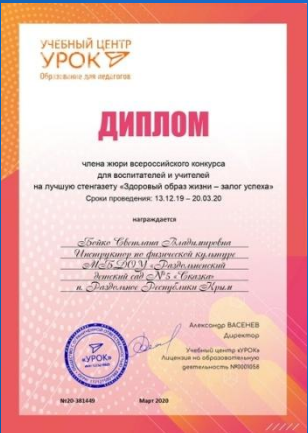 УЧЕБНЫЙ ЦЕНТР
УРОК
Образование для педагогов
ДИПЛОМ
члена жюри всероссийского конкурса
для воспитателей и учителей
на лучшую стенгазету «Здоровый образ жизни – залог успеха»
Сроки проведения: 13.12.19 – 20.03.20
награждается
Бойко Светлана Владимировна
Инструктор по физической культуре
МБДОУ «Раздольненский
детский сад №5 «Сказка»
п. Раздольное Республики Крым
Александр ВАСЕНЕВ
Директор
«УРОК»
Учебный центр «УРОК»
Лицензия на образовательную
деятельность №0001058
№20-381449 Март 2020